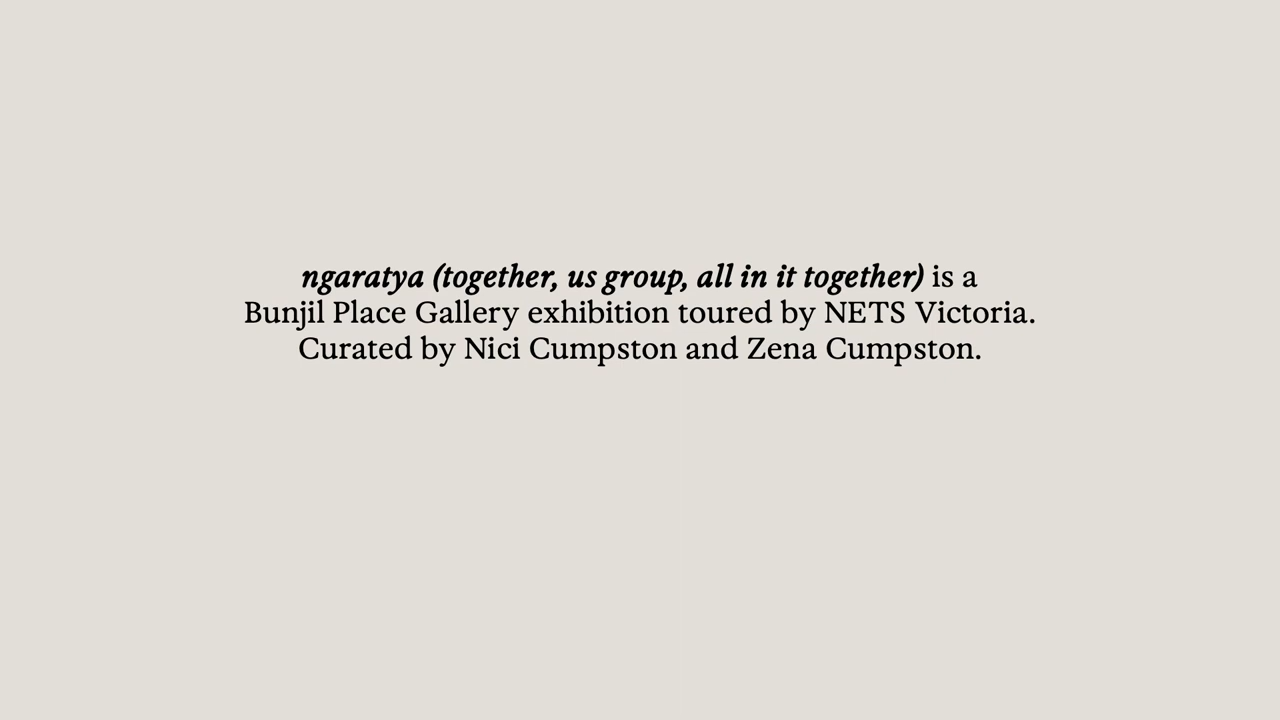 ngaratya (together, us group, all in it together) is a
Bunjil Place Gallery exhibition toured by NETS Victoria.
Curated by Nici Cumpston and Zena Cumpston.